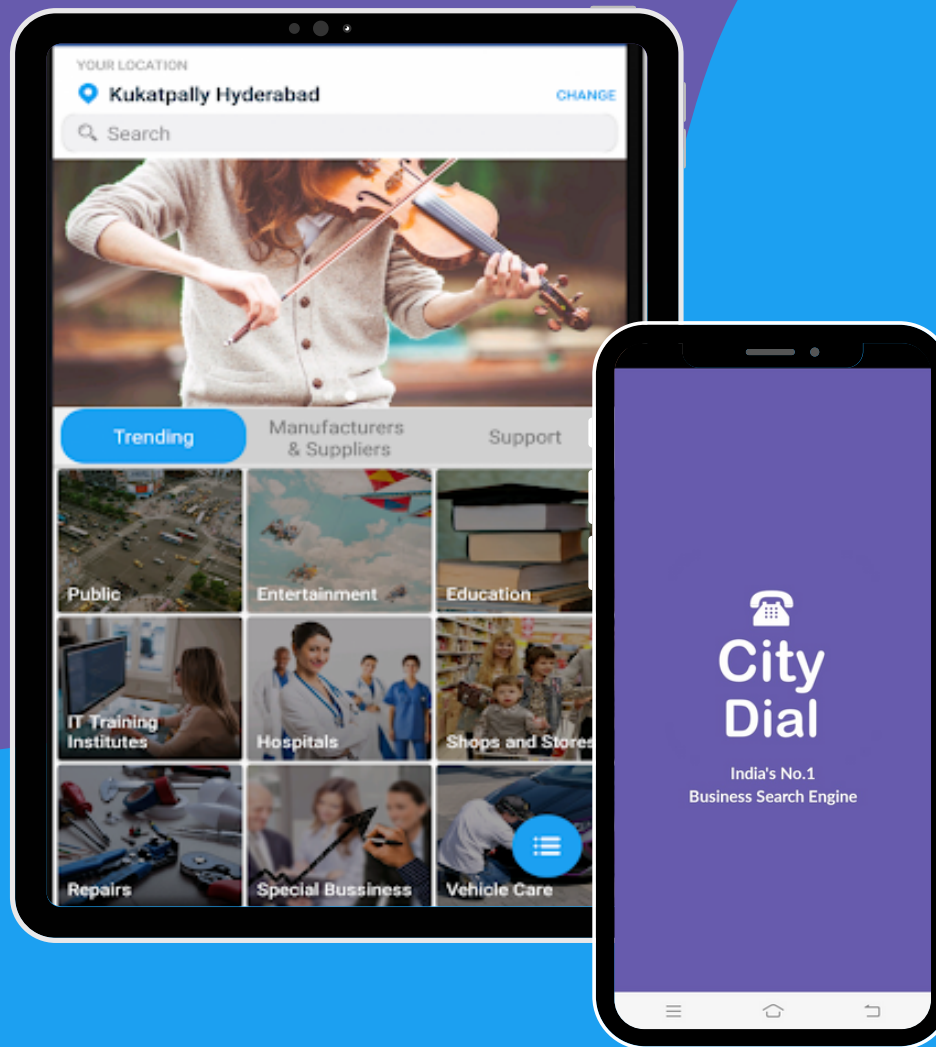 YOUR LOCATION
Kukatpally Hyderabad
CHANGE
Search
Trending
Manufacturers
& Suppliers
Support
Public
Entertainment
Education
IT Training
Institutes
Hospitals
Shops and Stores
Repairs
Special Bussiness
Vehicle Care
City
Dial
India's No.1
Business Search Engine